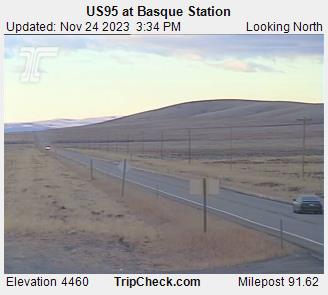 US95 at Basque Station
Updated: Nov 24 2023 3:34 PM Looking North
Elevation 4460 TripCheck.com Milepost 91.62